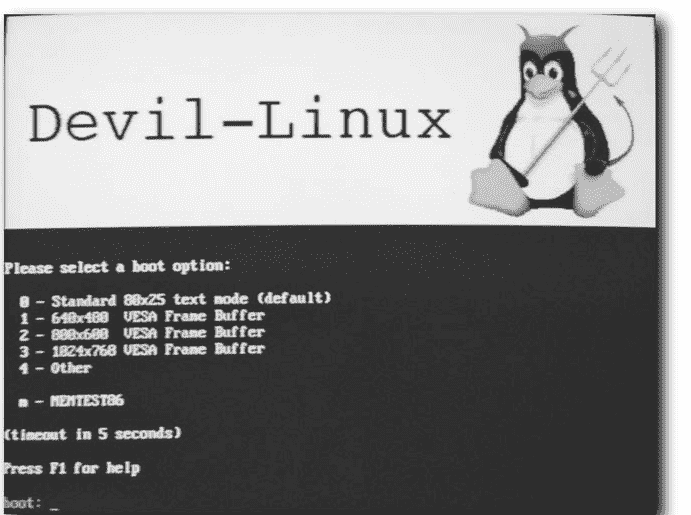 Devil-Linux
Please select a boot option:
0 - Standard 80x25 text mode (default)
1 - 640x480 VESA Frame Buffer
2 - 800x600 VESA Frame Buffer
3 - 1024x768 VESA Frame Buffer
4 - Other
m - MEMTEST86
(timeout in 5 seconds)
Press F1 for help
boot: _